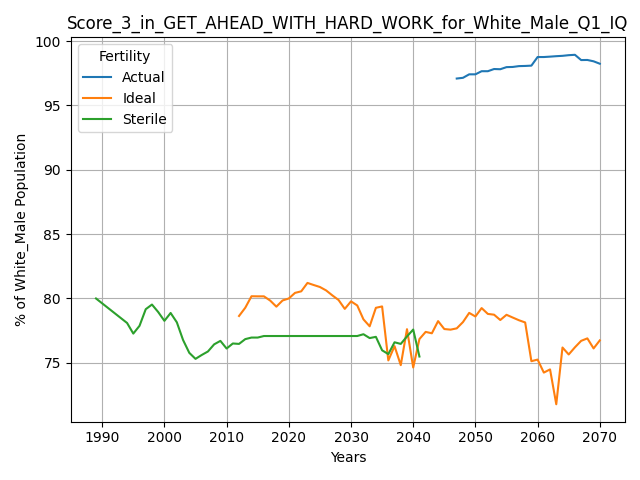 Score_3_in_GET_AHEAD_WITH_HARD_WORK_for_White_Male_Q1_IQ
Fertility
Actual
Ideal
Sterile
% of White_Male Population
100
95
90
85
80
75
1990 2000 2010 2020 2030 2040 2050 2060 2070
Years